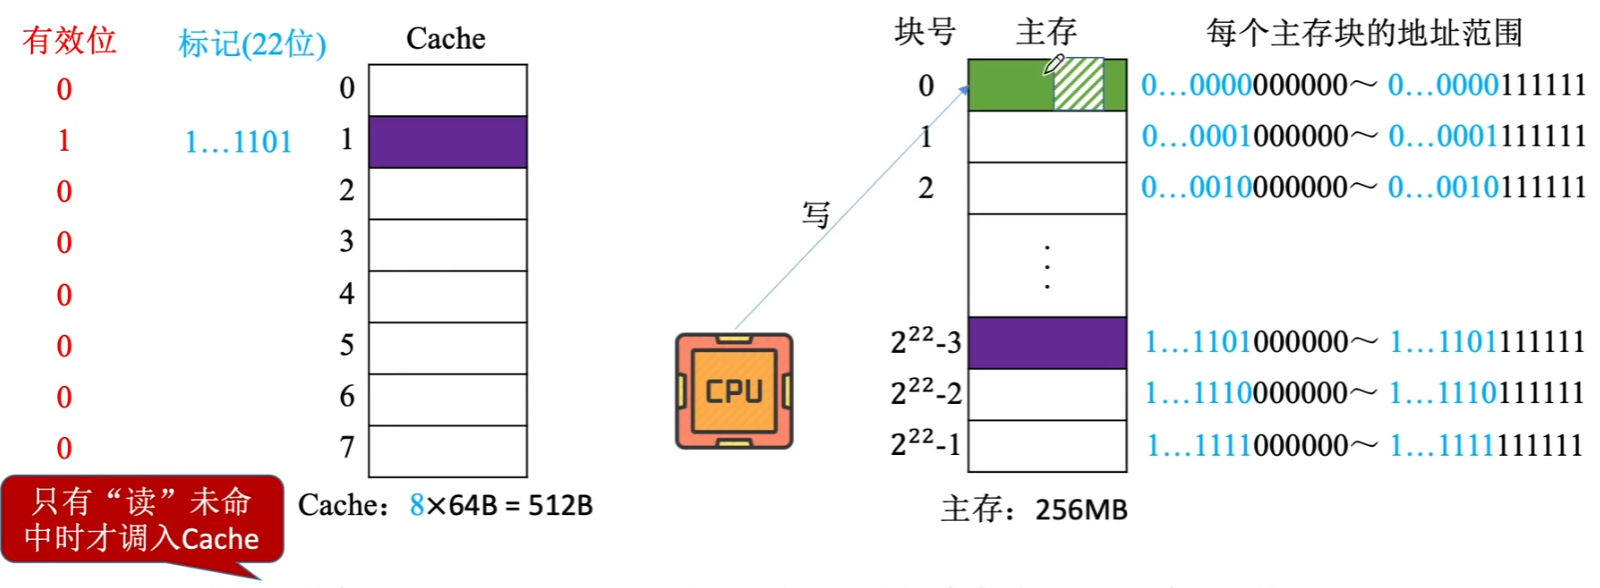 有效位 标记(22位) Cache 块号 主存 每个主存块的地址范围
0 0 0 0…0000000000～ 0…0000111111
1 1…1101 1 1 0…0001000000～ 0…0001111111
0 2 2 0…0010000000～ 0…0010111111
写
0 3 ⋮
0 4
0 5 2²²-3 1…1101000000～ 1…1101111111
CPU
0 6 2²²-2 1…1110000000～ 1…1110111111
0 7 2²²-1 1…1111000000～ 1…1111111111
只有“读”未命
中时才调入Cache
Cache：8×64B = 512B 主存：256MB